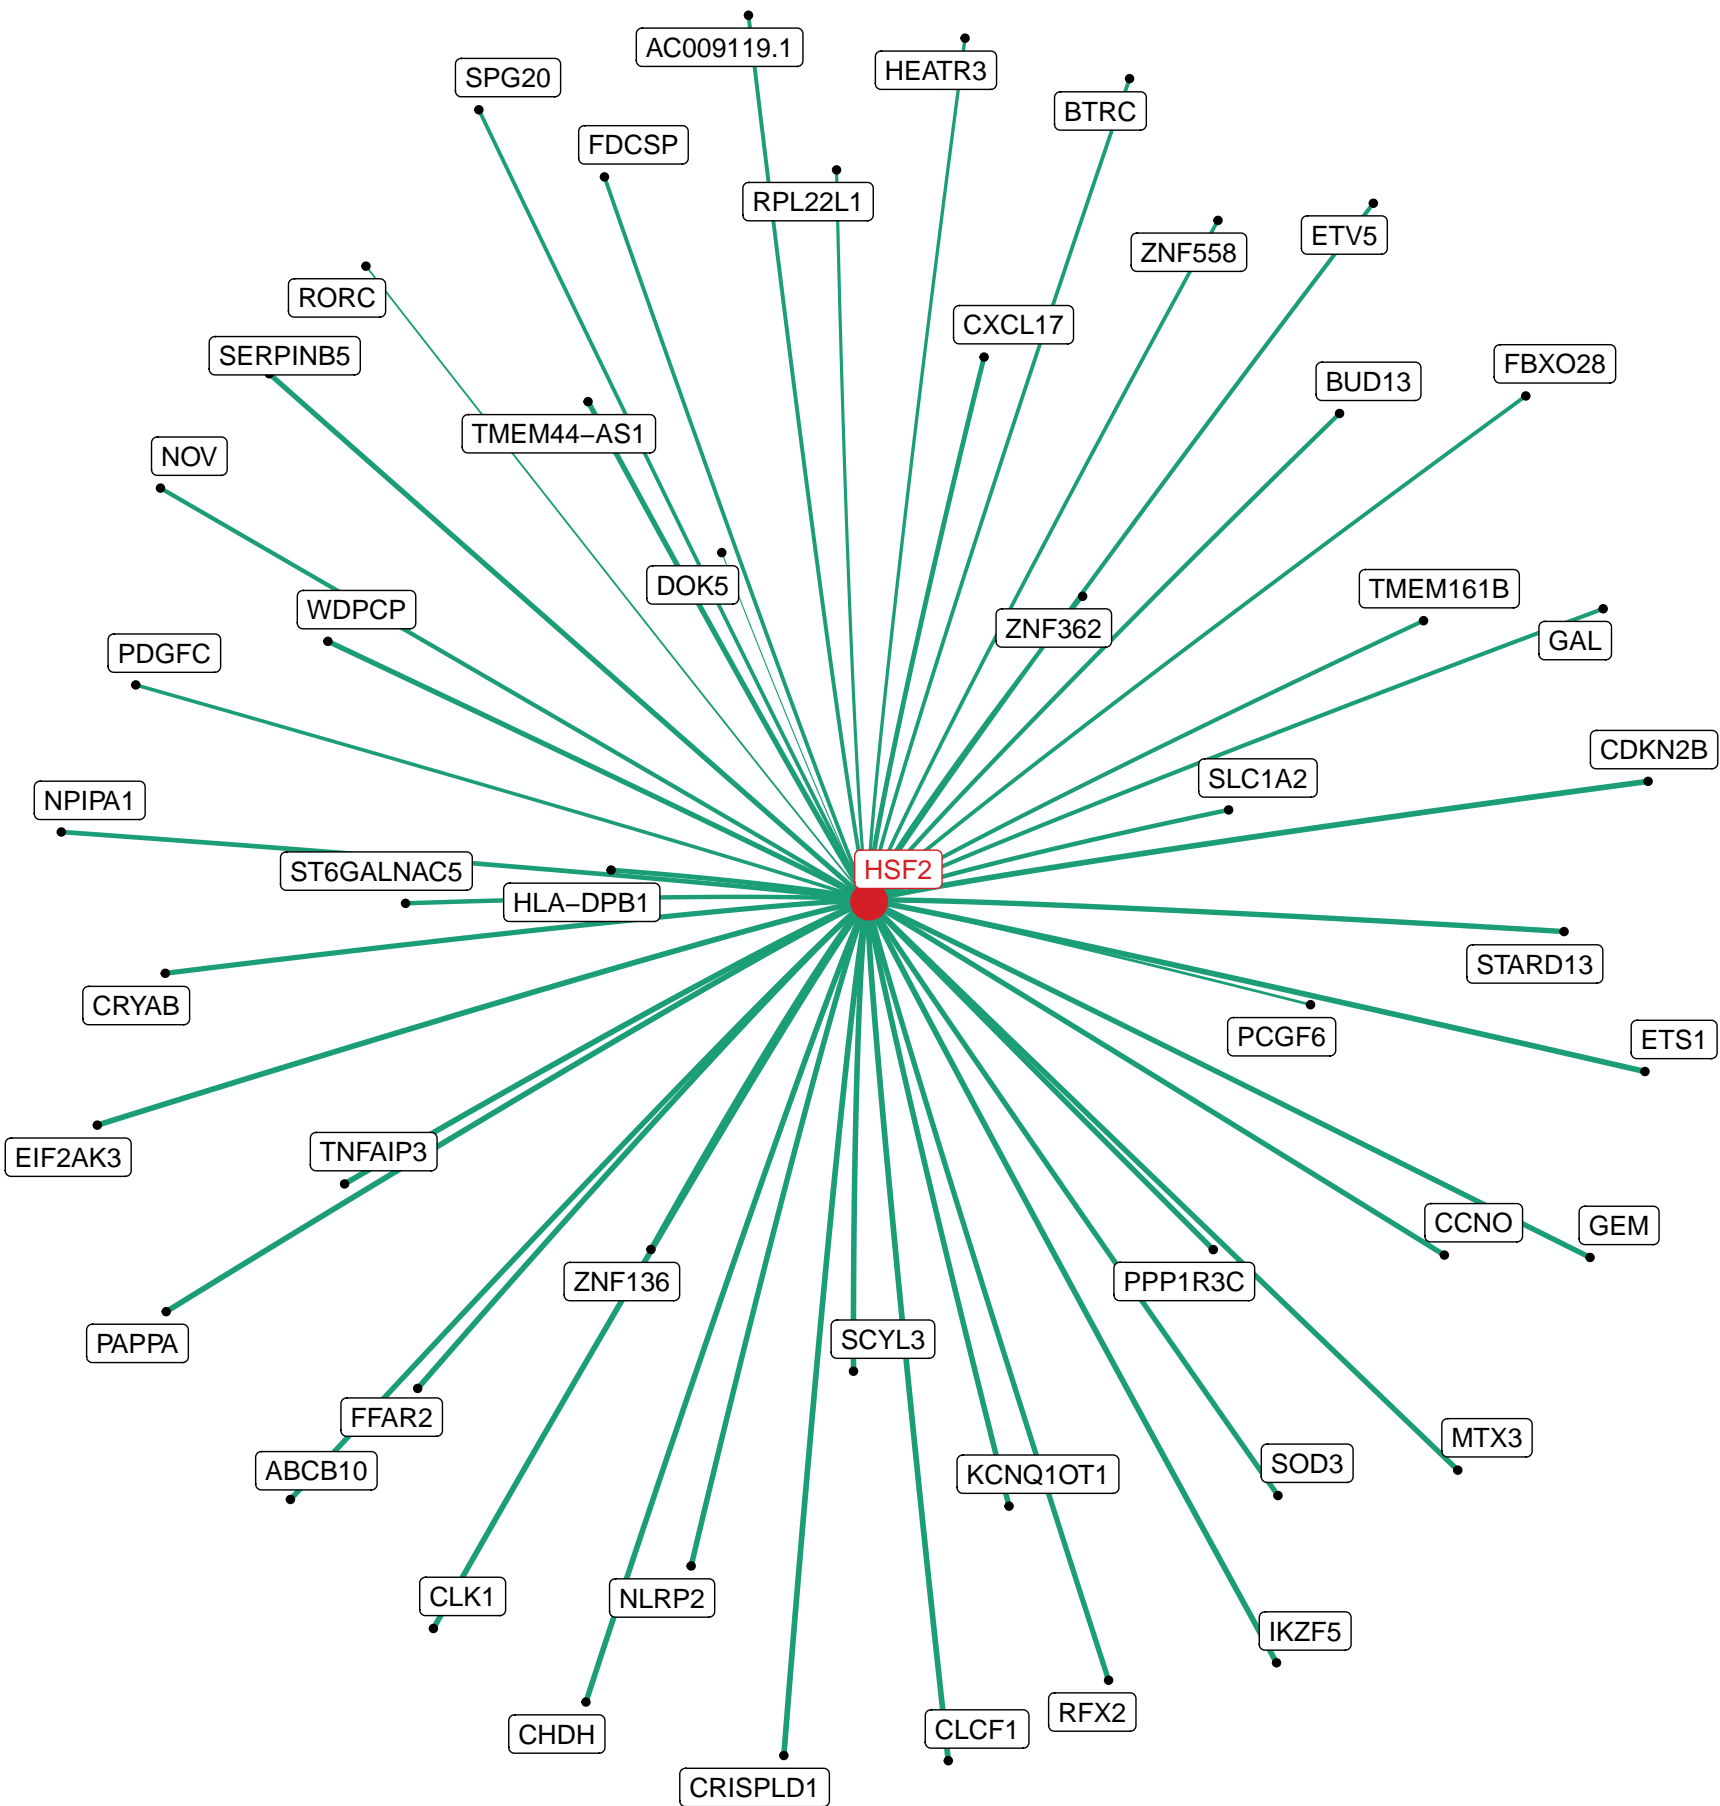 AC009119.1
HEATR3
SPG20
BTRC
FDCSP
RPL22L1
ETV5
ZNF558
RORC
CXCL17
SERPINB5
FBXO28
BUD13
TMEM44−AS1
NOV
DOK5
TMEM161B
WDPCP
ZNF362
GAL
PDGFC
CDKN2B
SLC1A2
NPIPA1
HSF2
ST6GALNAC5
HLA−DPB1
STARD13
CRYAB
PCGF6
ETS1
TNFAIP3
EIF2AK3
CCNO
GEM
ZNF136
PPP1R3C
SCYL3
PAPPA
FFAR2
MTX3
SOD3
ABCB10
KCNQ1OT1
CLK1
NLRP2
IKZF5
RFX2
CLCF1
CHDH
CRISPLD1